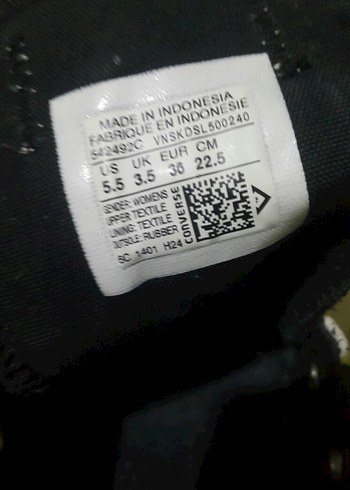 MADE IN INDONESIA
FABRIQUE EN INDONESIE
542492C VNSKDSL500240
US UK EUR CM
5.5 3.5 36 22.5
GENDER: WOMENS
UPPER: TEXTILE
LINING: TEXTILE
OUTSOLE: RUBBER
CONVERSE
SC 1401 H24